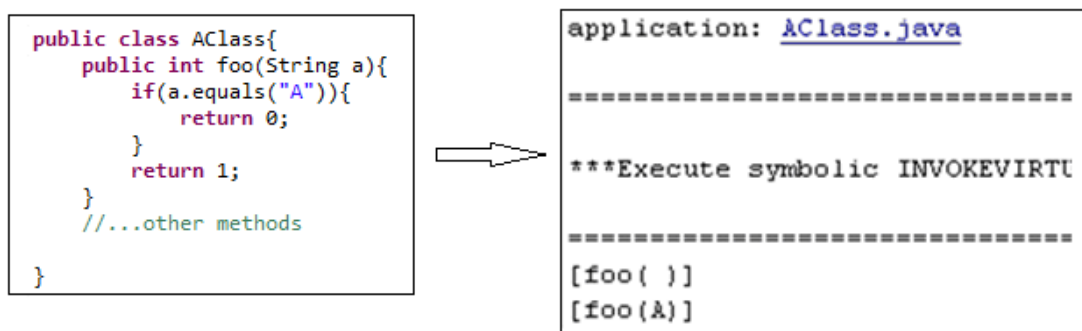 public class AClass{
public int foo(String a){
if(a.equals("A")){
return 0;
}
return 1;
}
//...other methods
}
application: AClass.java
================================
***Execute symbolic INVOKEVIRTU
================================
[foo( )]
[foo(A)]